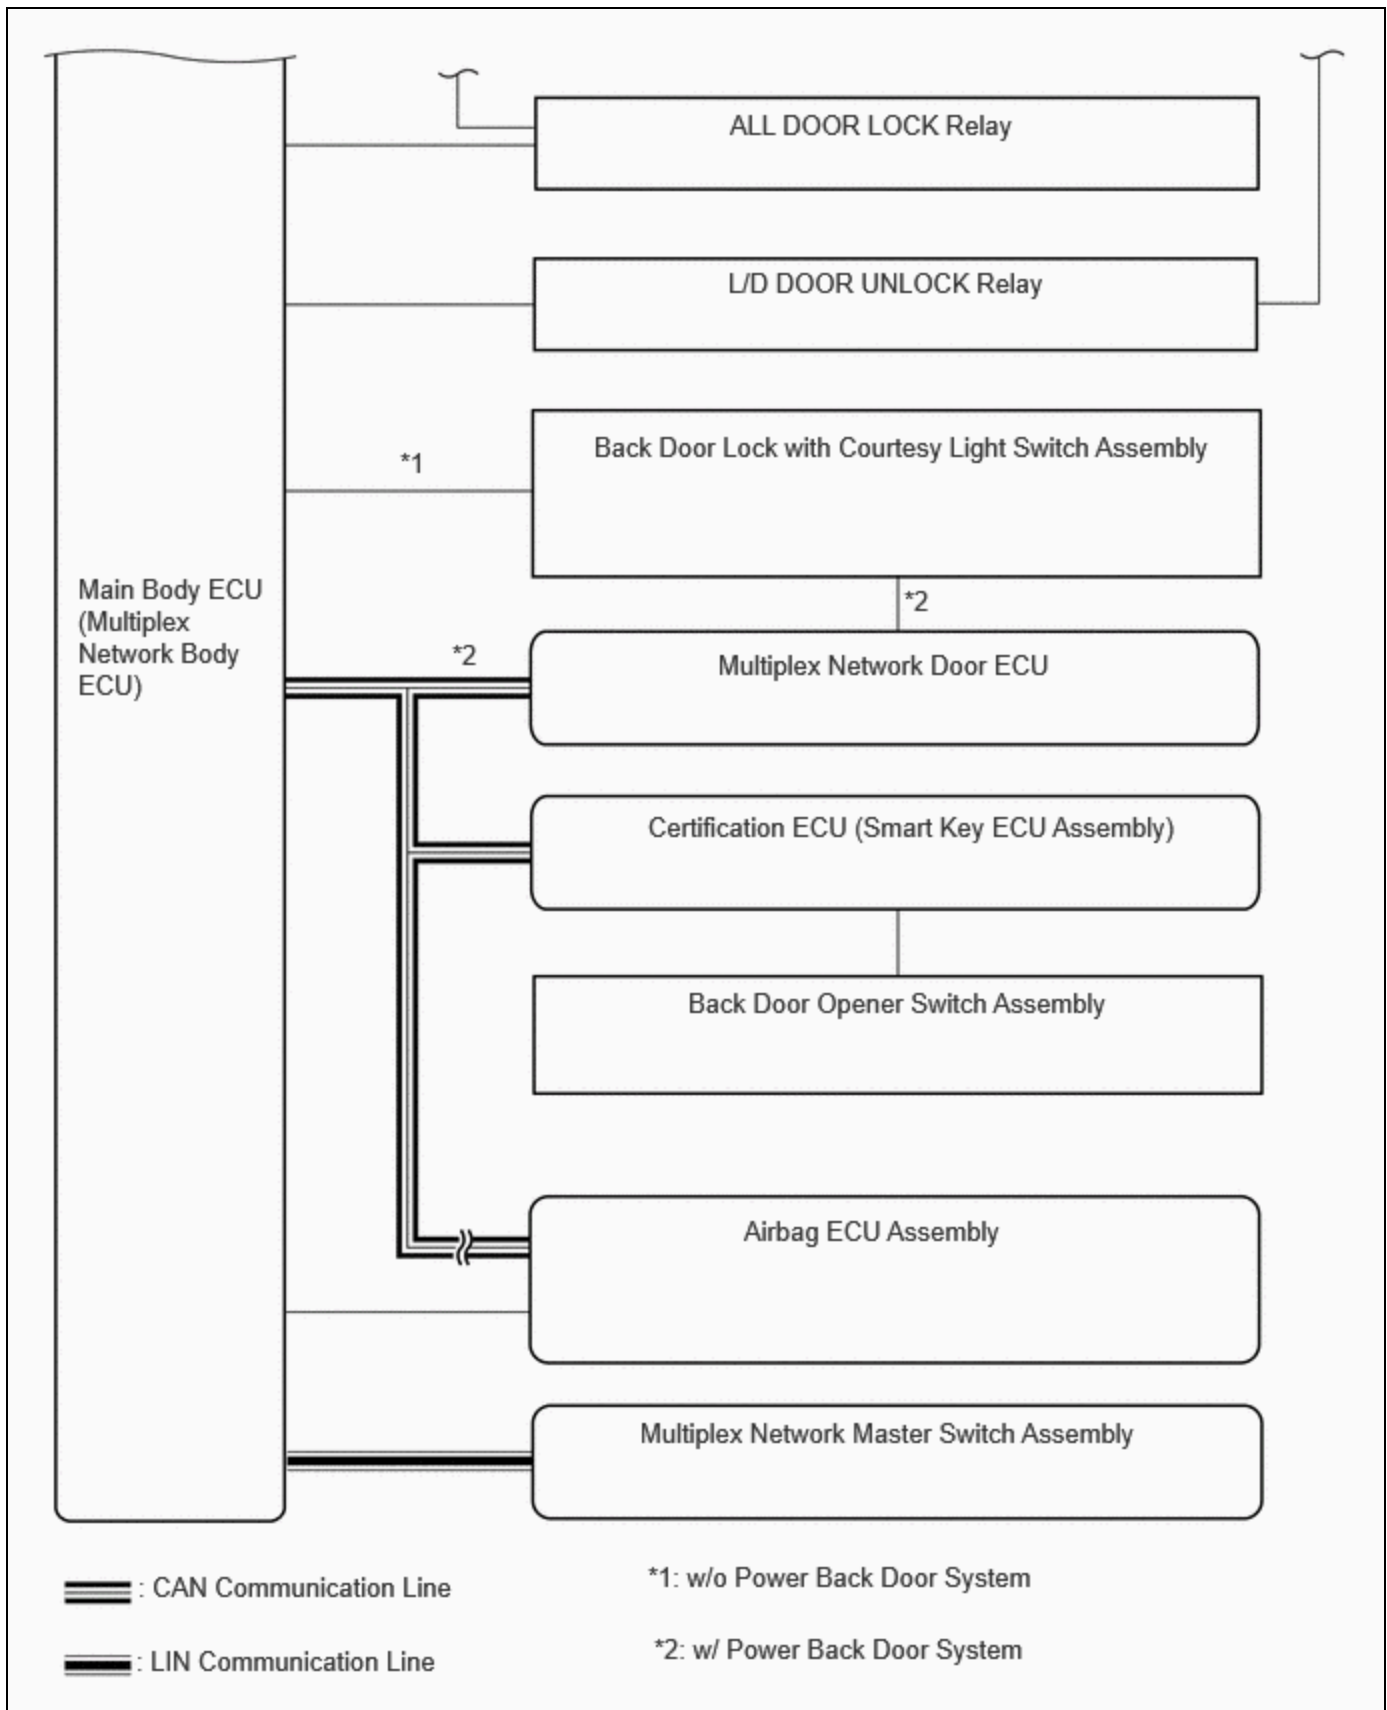 ALL DOOR LOCK Relay
L/D DOOR UNLOCK Relay
Back Door Lock with Courtesy Light Switch Assembly
*1
*2
Main Body ECU
(Multiplex
Network Body
ECU)
*2
Multiplex Network Door ECU
Certification ECU (Smart Key ECU Assembly)
Back Door Opener Switch Assembly
Airbag ECU Assembly
Multiplex Network Master Switch Assembly
: CAN Communication Line
*1: w/o Power Back Door System
: LIN Communication Line
*2: w/ Power Back Door System